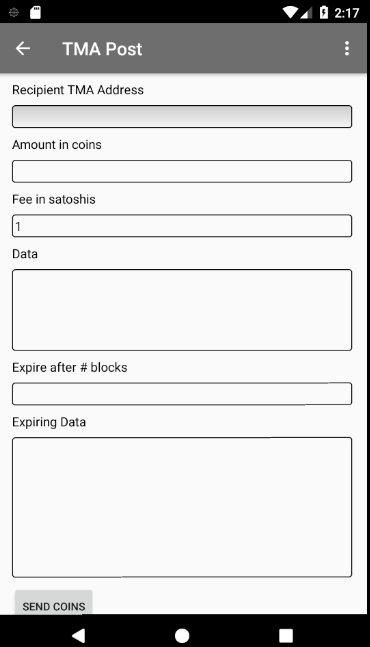 2:17
TMA Post
Recipient TMA Address
Amount in coins
Fee in satoshis
1
Data
Expire after # blocks
Expiring Data
SEND COINS